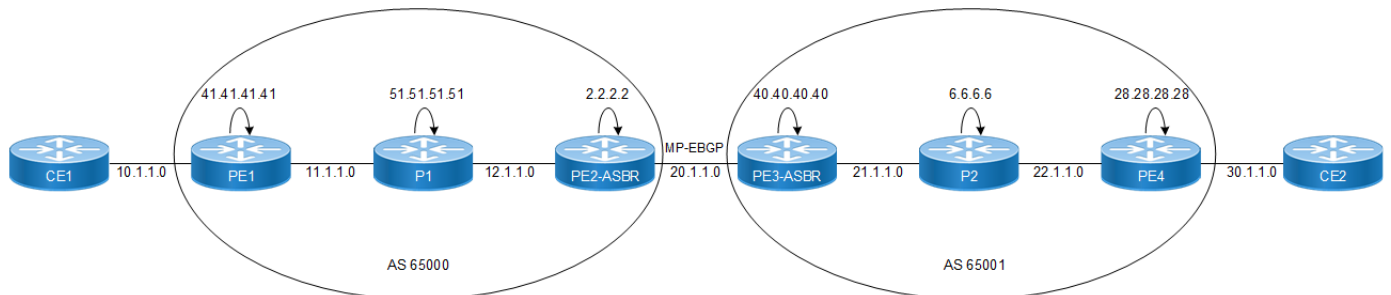 41.41.41.41
51.51.51.51
2.2.2.2
40.40.40.40
6.6.6.6
28.28.28.28
MP-EBGP
CE1
10.1.1.0
PE1
11.1.1.0
P1
12.1.1.0
PE2-ASBR
20.1.1.0
PE3-ASBR
21.1.1.0
P2
22.1.1.0
PE4
30.1.1.0
CE2
AS 65000
AS 65001